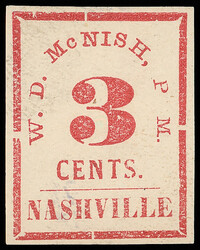 W. D. McNISH, P. M.
3
CENTS.
NASHVILLE